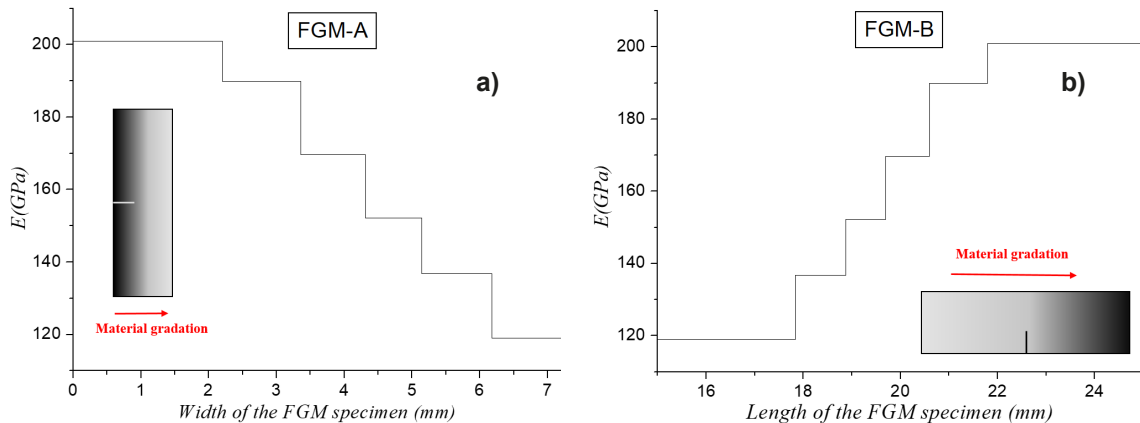 FGM-A
a)
E(GPa)
200
180
160
140
120
Material gradation
0 1 2 3 4 5 6 7
Width of the FGM specimen (mm)
FGM-B
b)
E(GPa)
200
180
160
140
120
Material gradation
16 18 20 22 24
Length of the FGM specimen (mm)